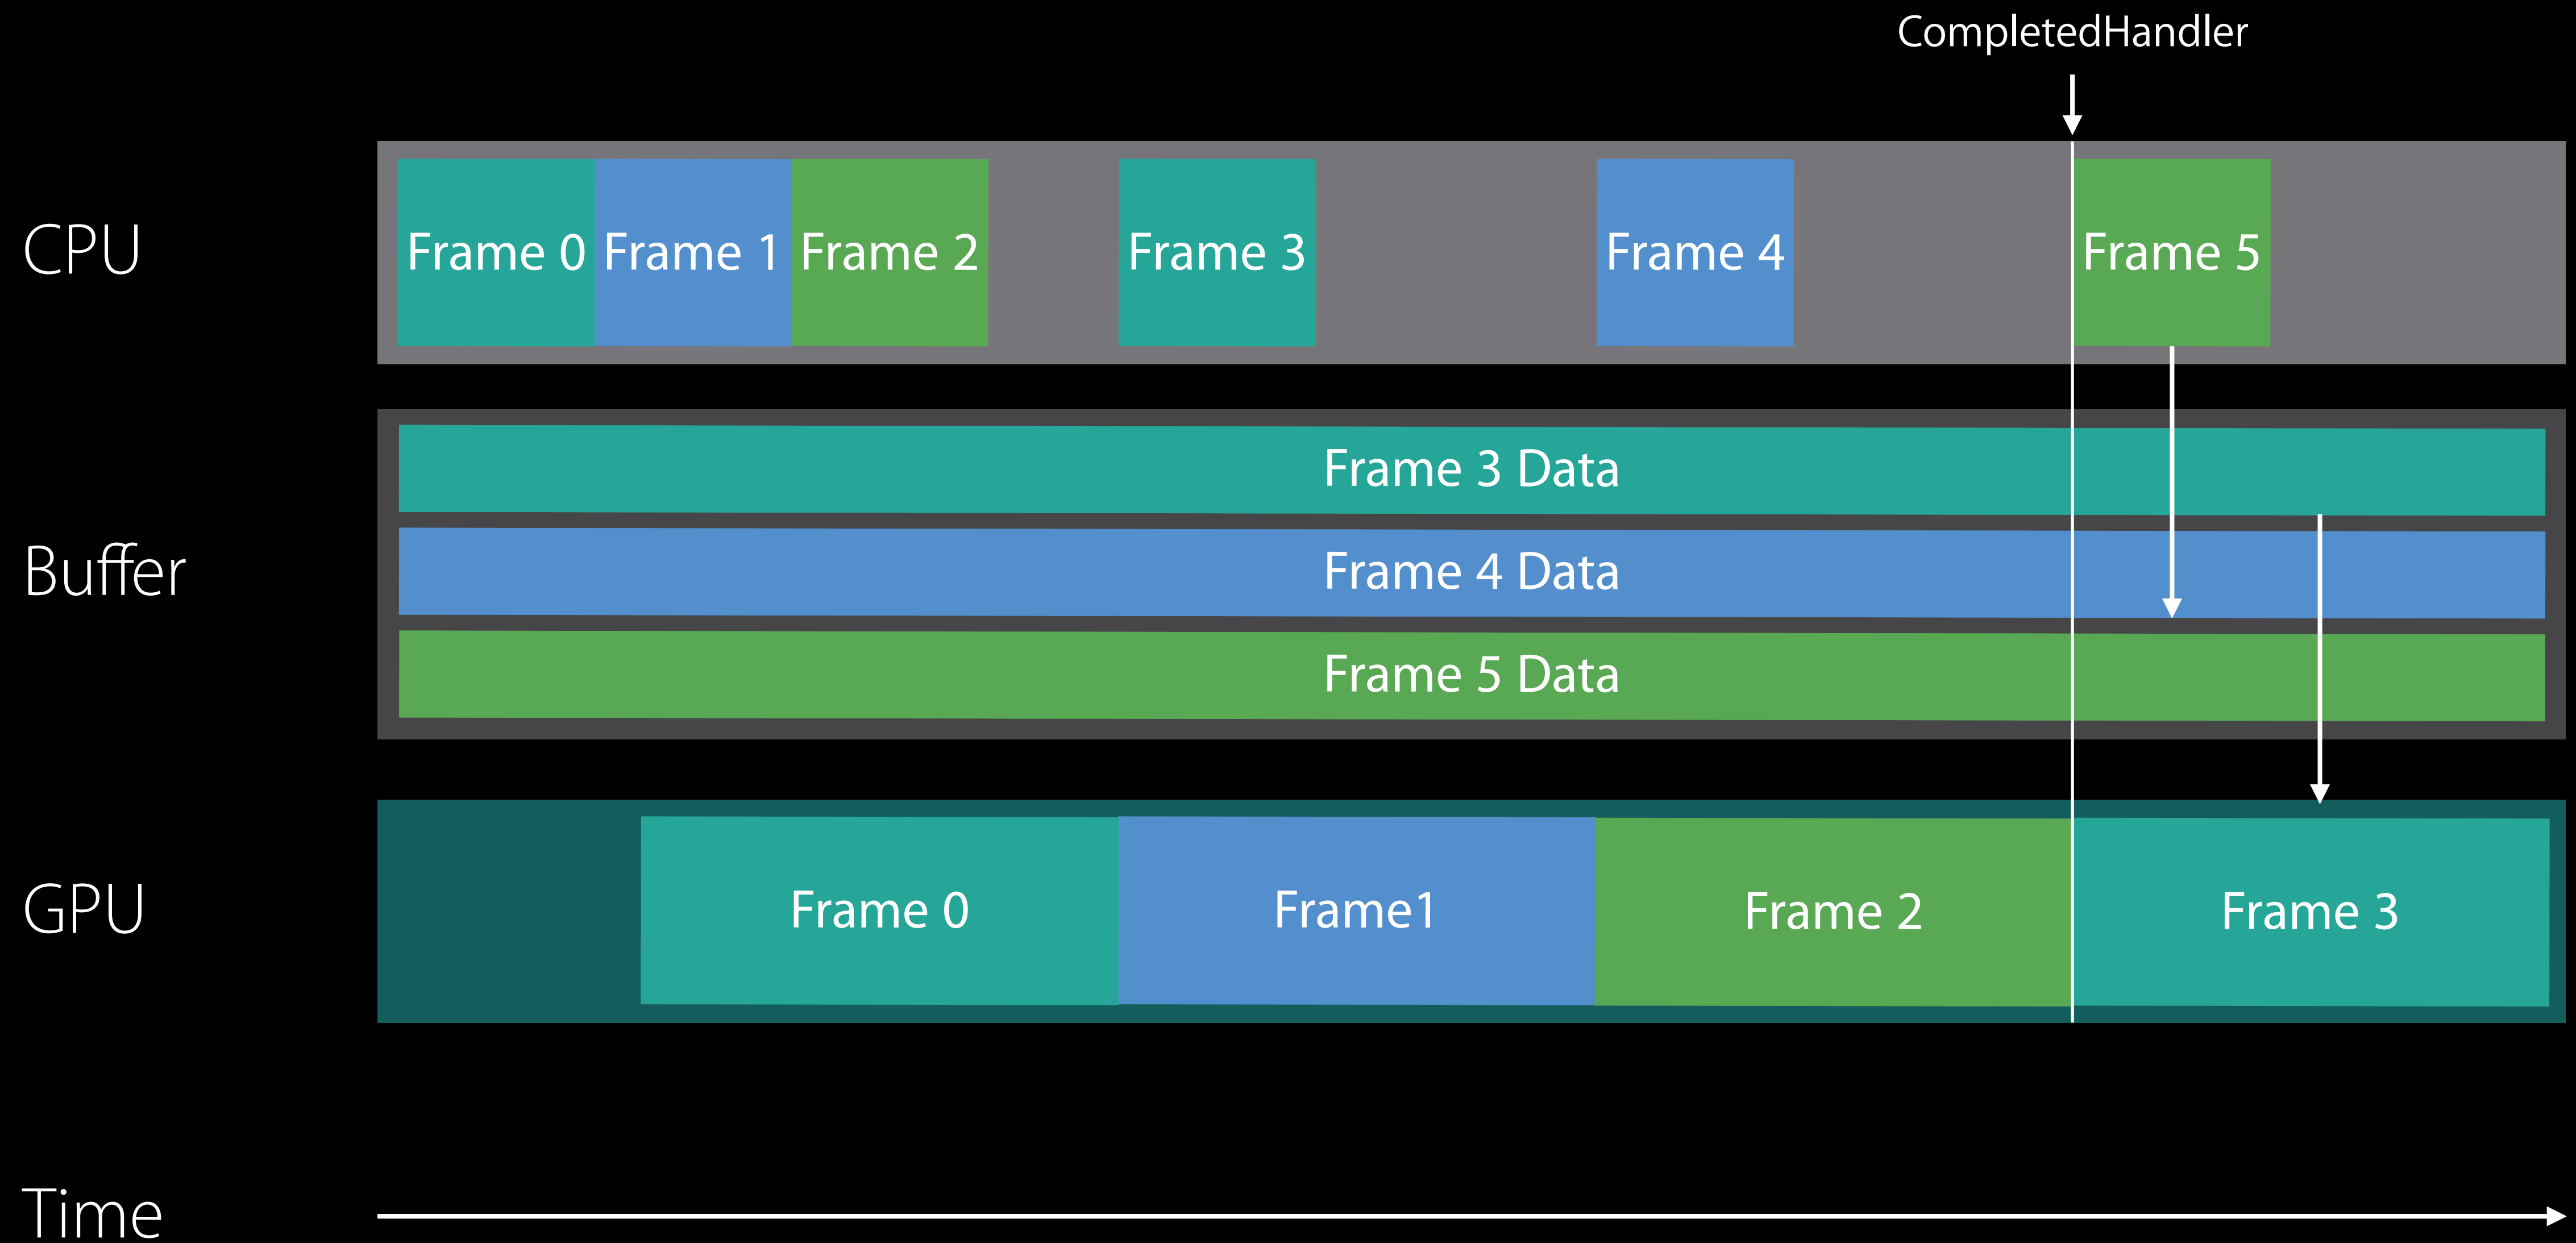 CompletedHandler
CPU
Frame 0
Frame 1
Frame 2
Frame 3
Frame 4
Frame 5
Buffer
Frame 3 Data
Frame 4 Data
Frame 5 Data
GPU
Frame 0
Frame1
Frame 2
Frame 3
Time